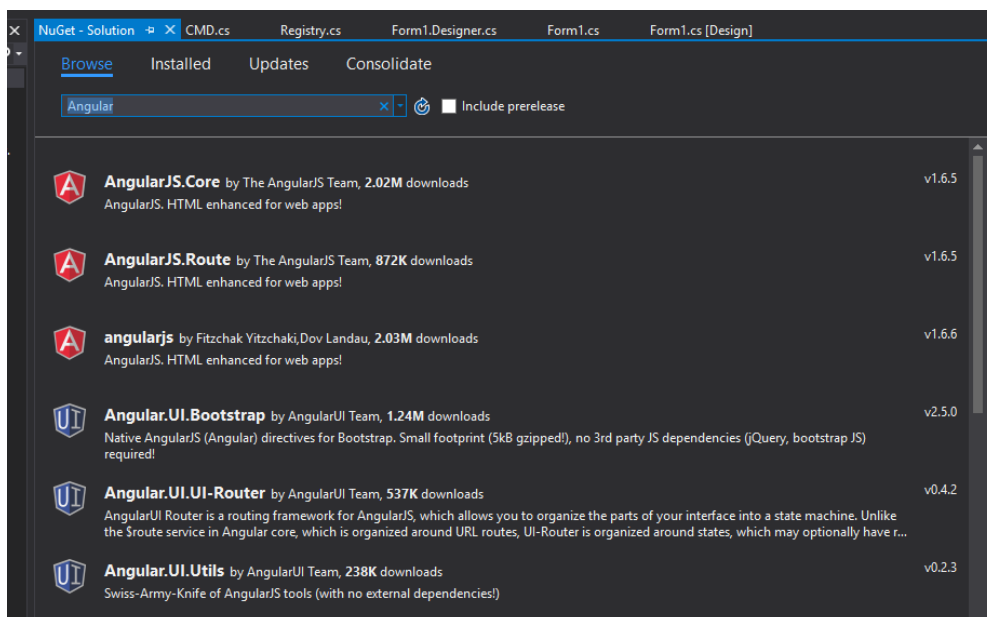 NuGet - Solution CMD.cs Registry.cs Form1.Designer.cs Form1.cs Form1.cs [Design]
Browse Installed Updates Consolidate
Angular Include prerelease
AngularJS.Core by The AngularJS Team, 2.02M downloads v1.6.5
AngularJS. HTML enhanced for web apps!
AngularJS.Route by The AngularJS Team, 872K downloads v1.6.5
AngularJS. HTML enhanced for web apps!
angularjs by Fitzchak Yitzchaki,Dov Landau, 2.03M downloads v1.6.6
AngularJS. HTML enhanced for web apps!
Angular.UI.Bootstrap by AngularUI Team, 1.24M downloads v2.5.0
Native AngularJS (Angular) directives for Bootstrap. Small footprint (5kB gzipped!), no 3rd party JS dependencies (jQuery, bootstrap JS)
required!
Angular.UI.UI-Router by AngularUI Team, 537K downloads v0.4.2
AngularUI Router is a routing framework for AngularJS, which allows you to organize the parts of your interface into a state machine. Unlike
the $route service in Angular core, which is organized around URL routes, UI-Router is organized around states, which may optionally have r...
Angular.UI.Utils by AngularUI Team, 238K downloads v0.2.3
Swiss-Army-Knife of AngularJS tools (with no external dependencies!)